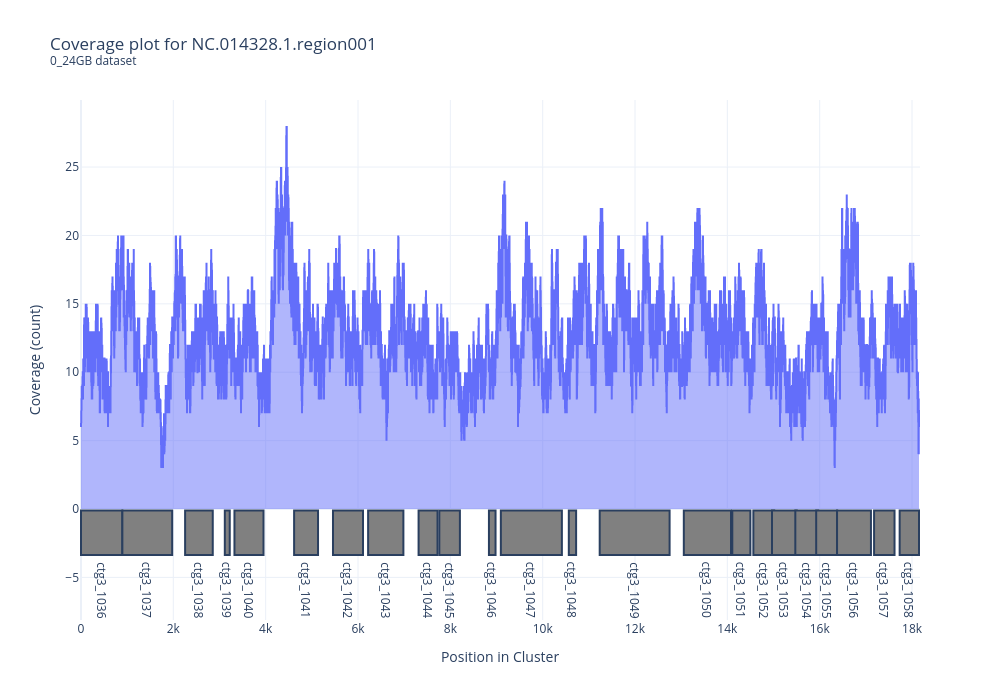 Coverage plot for NC.014328.1.region001
0_24GB dataset
25
20
15
10
5
0
−5
Coverage (count)
ctg3_1036
ctg3_1037
ctg3_1038
ctg3_1039
ctg3_1040
ctg3_1041
ctg3_1042
ctg3_1043
ctg3_1044
ctg3_1045
ctg3_1046
ctg3_1047
ctg3_1048
ctg3_1049
ctg3_1050
ctg3_1051
ctg3_1052
ctg3_1053
ctg3_1054
ctg3_1055
ctg3_1056
ctg3_1057
ctg3_1058
0 2k 4k 6k 8k 10k 12k 14k 16k 18k
Position in Cluster